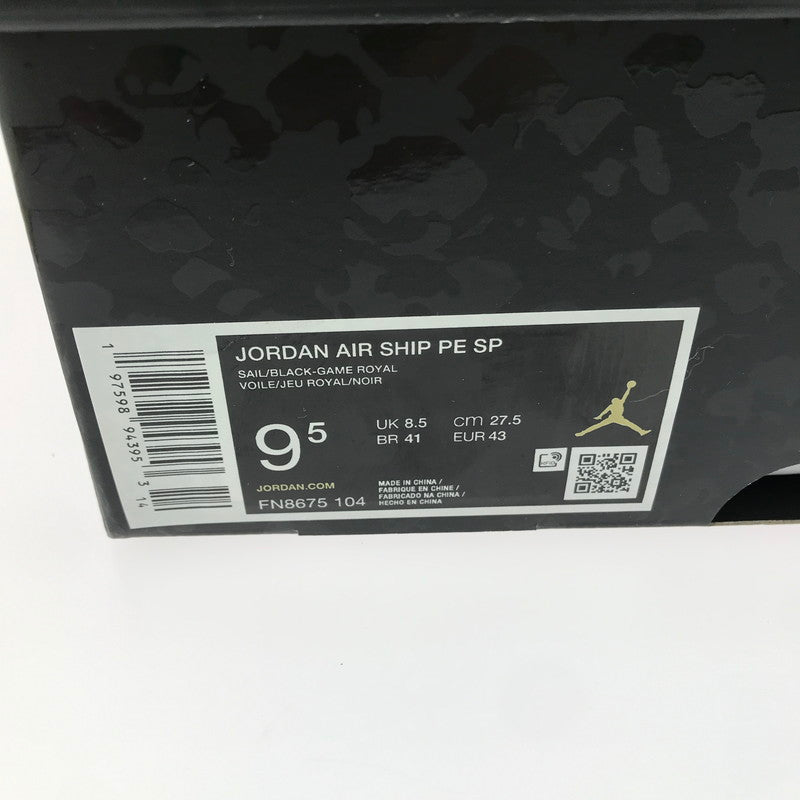 JORDAN AIR SHIP PE SP
SAIL/BLACK-GAME ROYAL
VOILE/JEU ROYAL/NOIR
9 5
UK 8.5 cm 27.5
BR 41 EUR 43
JORDAN.COM
FN8675 104
MADE IN CHINA /
FABRIQUE EN CHINE /
FABRICADO NA CHINA /
HECHO EN CHINA
1 97598 94395 3 14